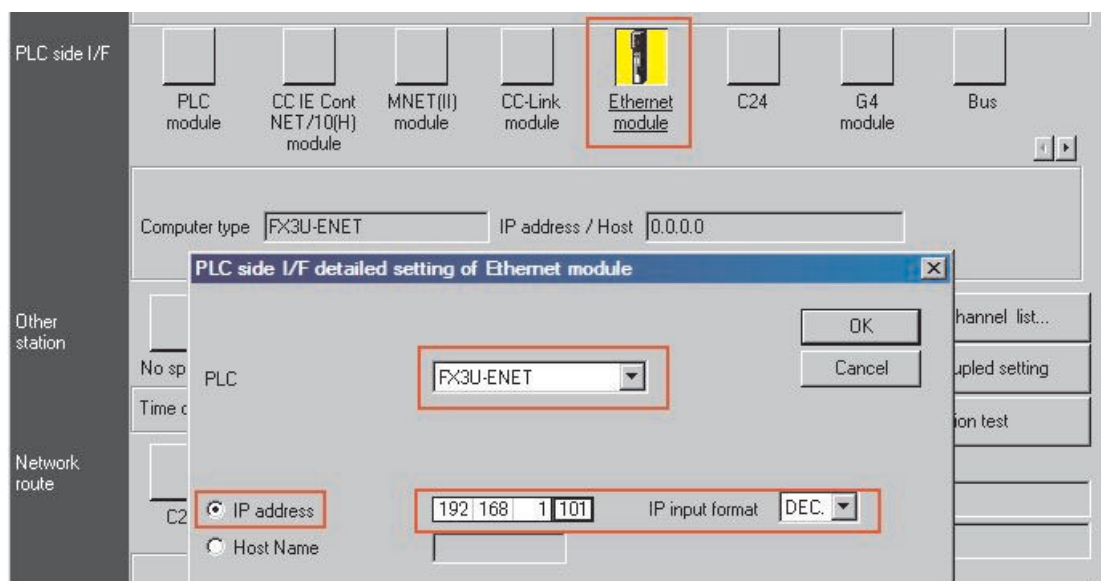 PLC side I/F
PLC
module
CC IE Cont
NET/10(H)
module
MNET(II)
module
CC-Link
module
Ethernet
module
C24
G4
module
Bus
Computer type FX3U-ENET IP address / Host 0.0.0.0
PLC side I/F detailed setting of Ethernet module
OK
Cancel
PLC FX3U-ENET
IP address 192 168 1 101 IP input format DEC.
Host Name
Other
station
No sp
Time o
hannel list...
upled setting
ion test
Network
route
C2